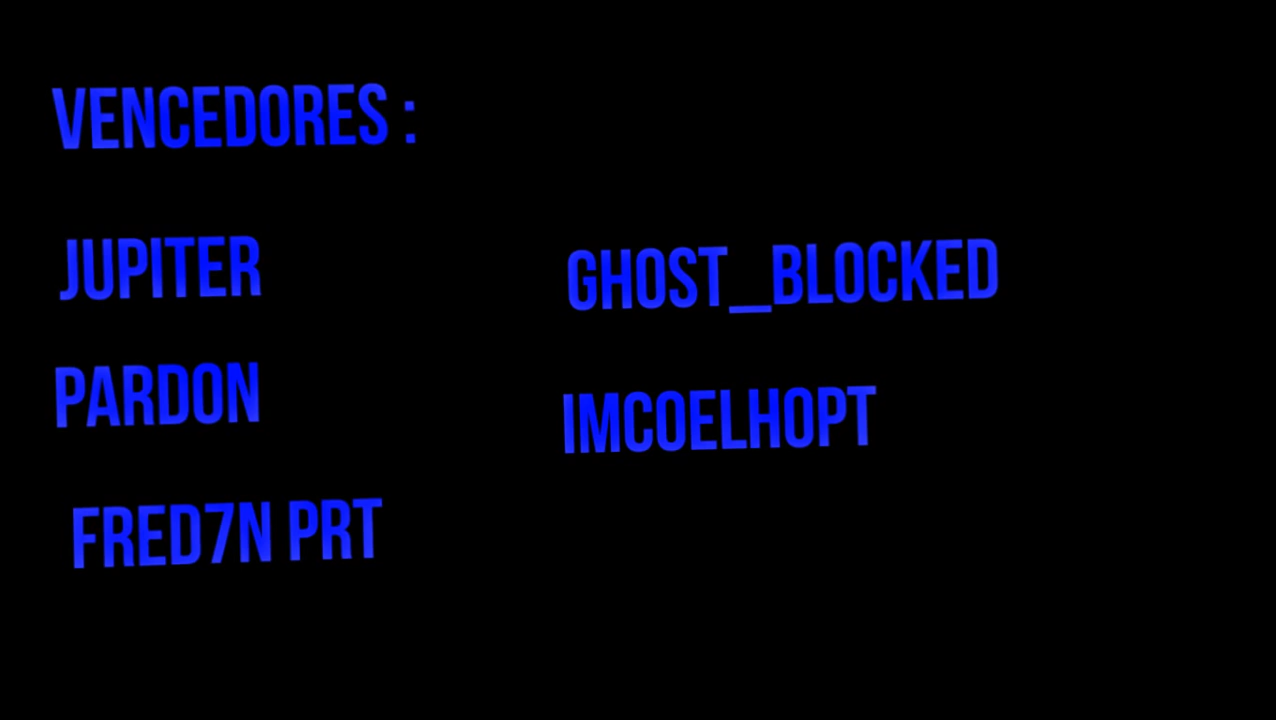 VENCEDORES :
JUPITER
PARDON
FRED7N PRT
GHOST_BLOCKED
IMCOELHOPT